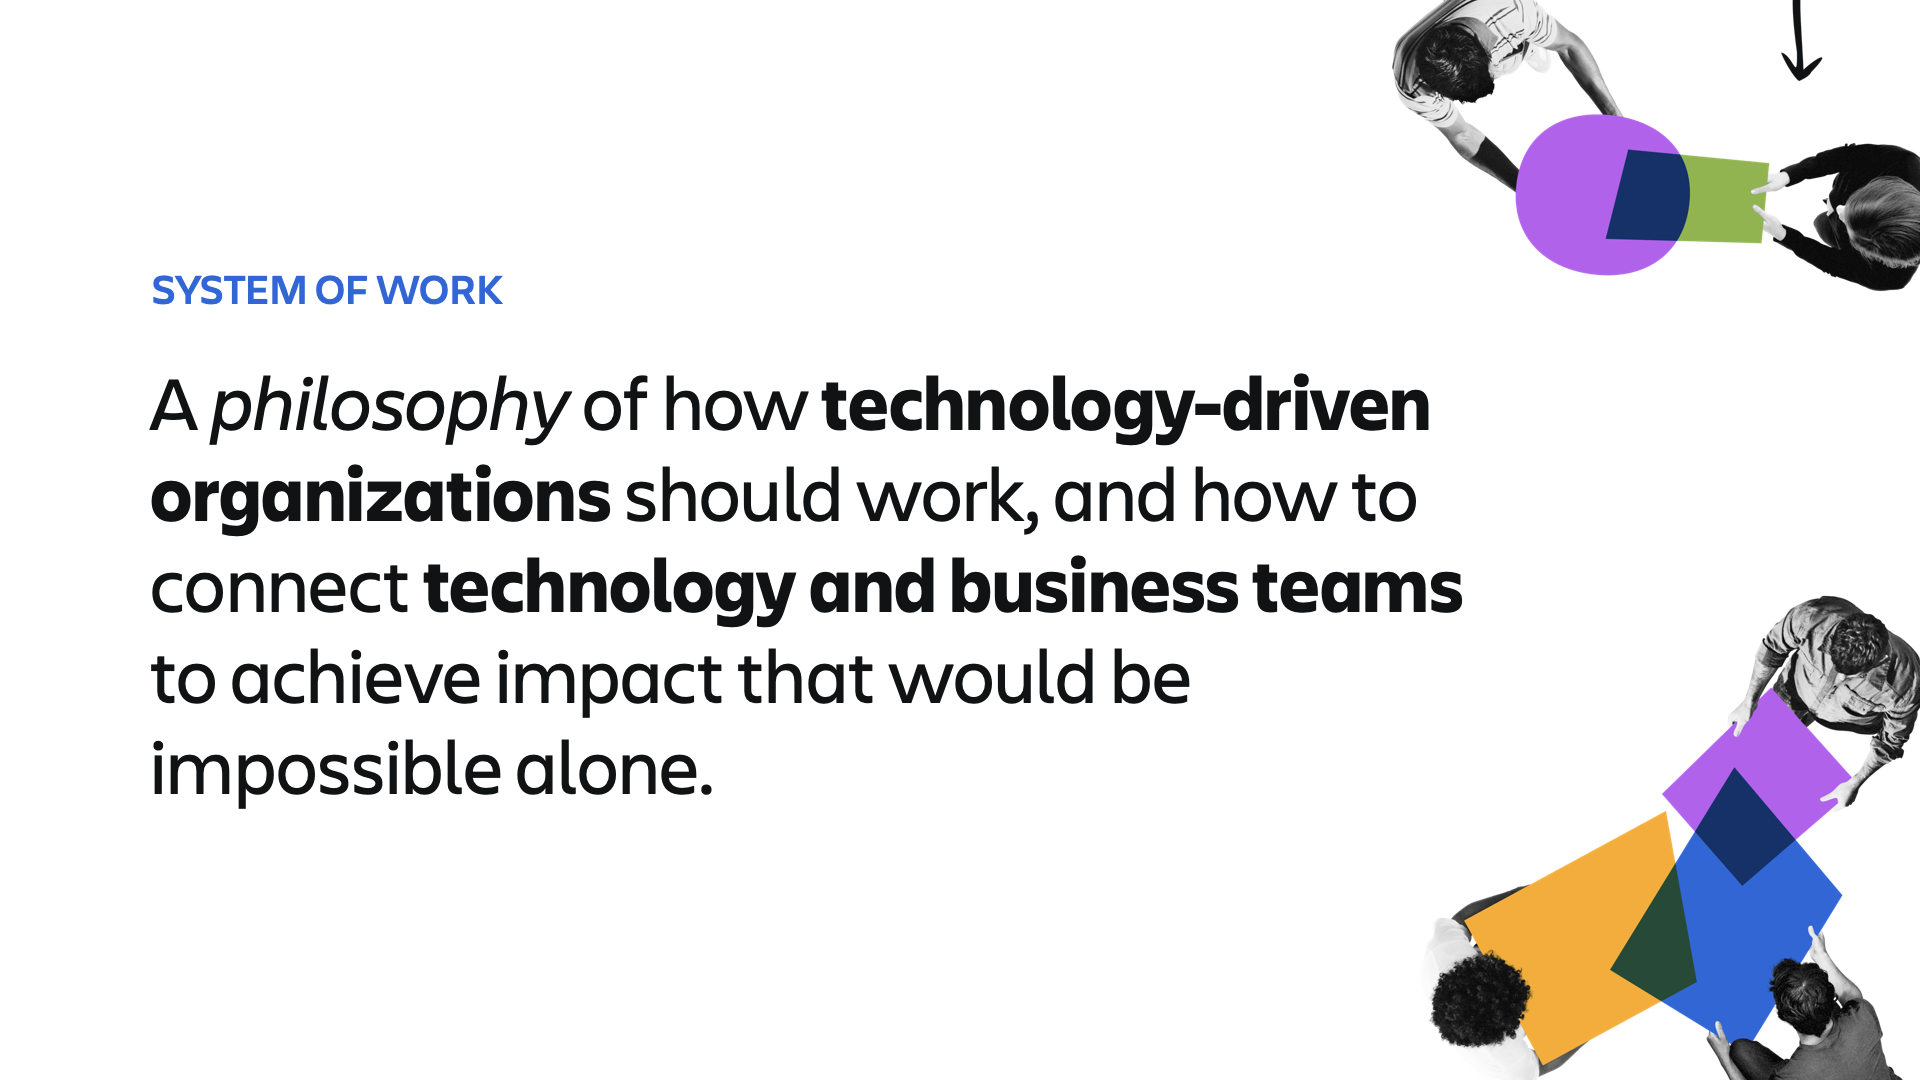 SYSTEM OF WORK
A philosophy of how technology-driven
organizations should work, and how to
connect technology and business teams
to achieve impact that would be
impossible alone.